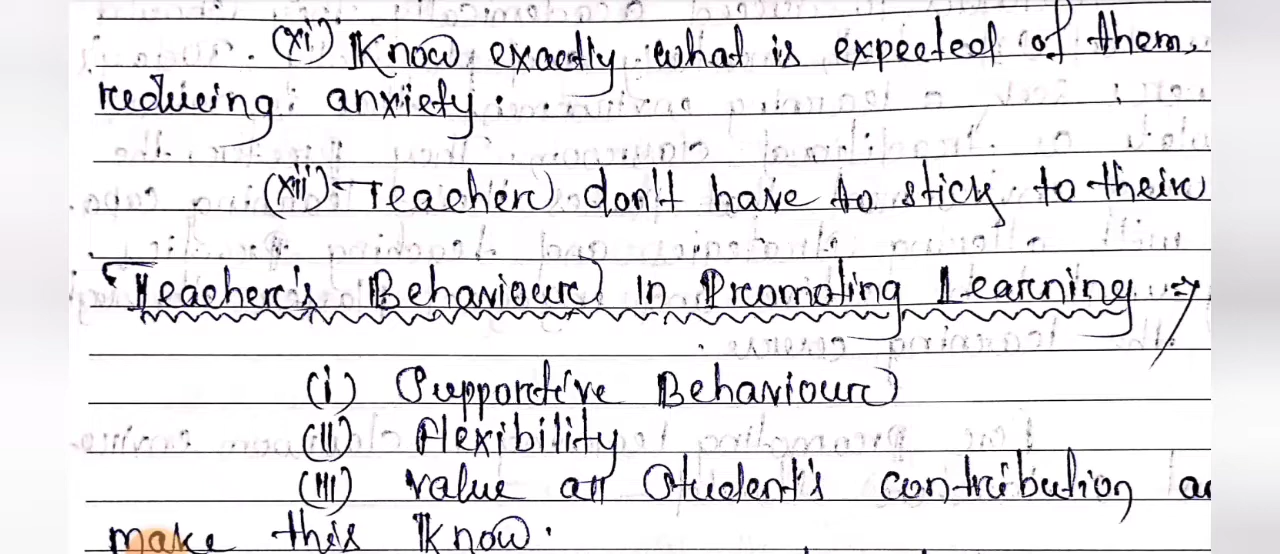 (xi) Know exactly what is expected of them,
reducing anxiety.
(xii) Teacher don't have to stick to their
Teacher's Behaviour In Promoting Learning ⇒
(i) Supportive Behaviour
(ii) Flexibility
(iii) Value all Student's contribution
make this Know.